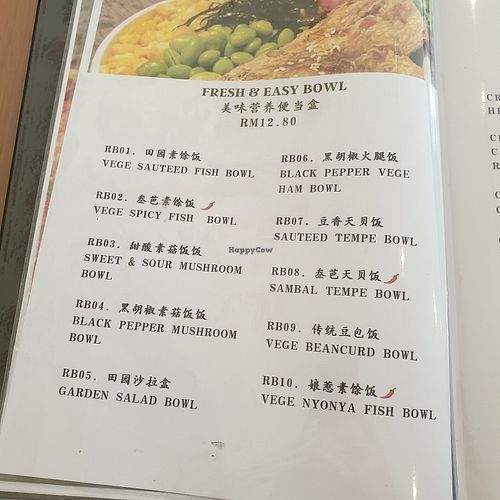 FRESH & EASY BOWL
美味营养便当盒
RM12.80
RB01. 田园素馀饭
VEGE SAUTEED FISH BOWL
RB02. 叁芭素馀饭
VEGE SPICY FISH BOWL
RB03. 甜酸素菇饭饭
SWEET & SOUR MUSHROOM
BOWL
RB04. 黑胡椒素菇饭饭
BLACK PEPPER MUSHROOM
BOWL
RB05. 田园沙拉盒
GARDEN SALAD BOWL
RB06. 黑胡椒火腿饭
BLACK PEPPER VEGE
HAM BOWL
RB07. 豆香天贝饭
SAUTEED TEMPE BOWL
RB08. 叁芭天贝饭
SAMBAL TEMPE BOWL
RB09. 传统豆包饭
VEGE BEANCURD BOWL
RB10. 娘惹素馀饭
VEGE NYONYA FISH BOWL
HappyCow